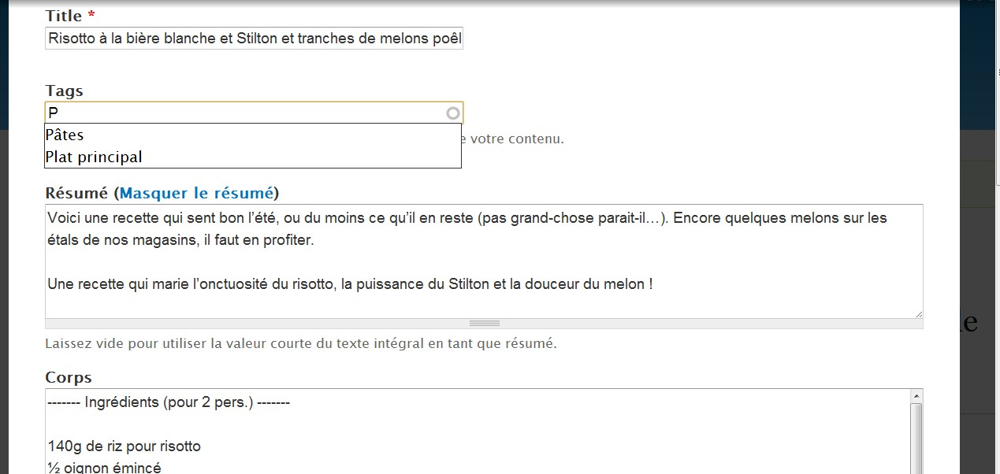 Title *
Risotto à la bière blanche et Stilton et tranches de melons poêl
Tags
P
Pâtes
Plat principal
votre contenu.
Résumé (Masquer le résumé)
Voici une recette qui sent bon l’été, ou du moins ce qu’il en reste (pas grand-chose parait-il…). Encore quelques melons sur les
étals de nos magasins, il faut en profiter.
Une recette qui marie l’onctuosité du risotto, la puissance du Stilton et la douceur du melon !
Laissez vide pour utiliser la valeur courte du texte intégral en tant que résumé.
Corps
------- Ingrédients (pour 2 pers.) -------
140g de riz pour risotto
½ oignon émincé